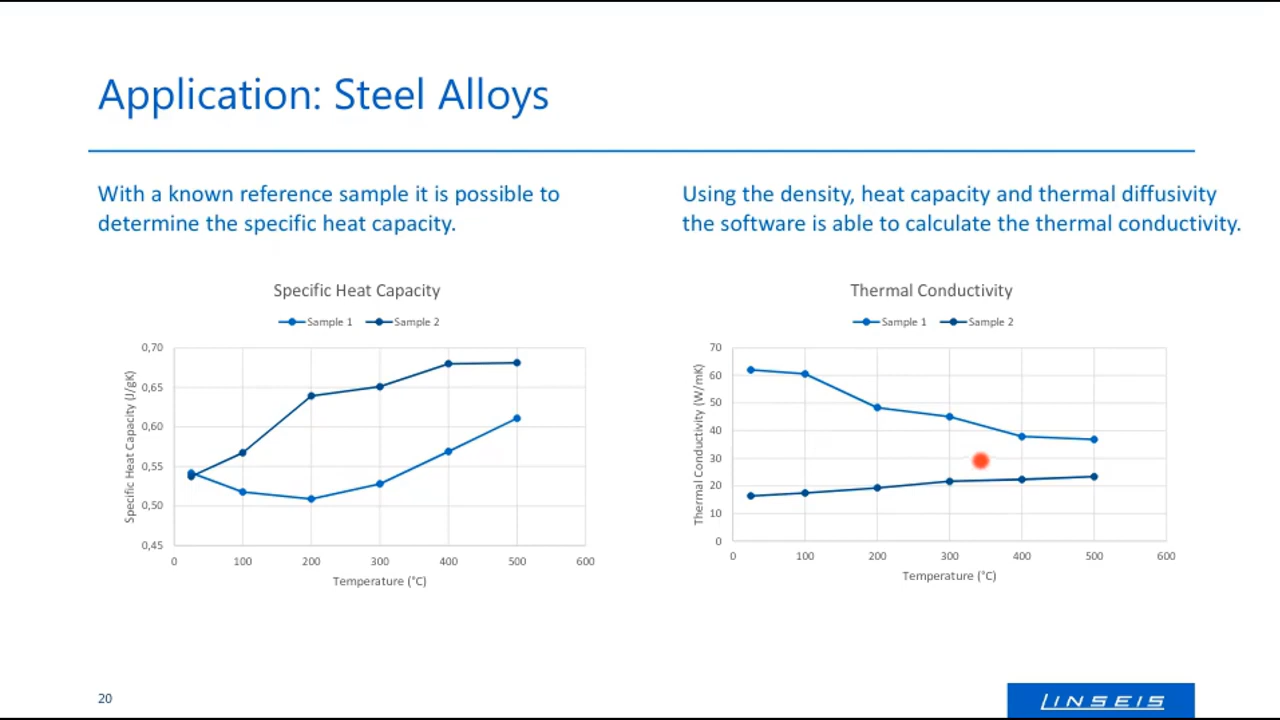 Application: Steel Alloys
With a known reference sample it is possible to
determine the specific heat capacity.
Using the density, heat capacity and thermal diffusivity
the software is able to calculate the thermal conductivity.
Specific Heat Capacity
Sample 1 Sample 2
Specific Heat Capacity (J/gK)
0,70
0,65
0,60
0,55
0,50
0,45
0 100 200 300 400 500 600
Temperature (°C)
Thermal Conductivity
Sample 1 Sample 2
Thermal Conductivity (W/mK)
70
60
50
40
30
20
10
0
0 100 200 300 400 500 600
Temperature (°C)
20
LINSEIS